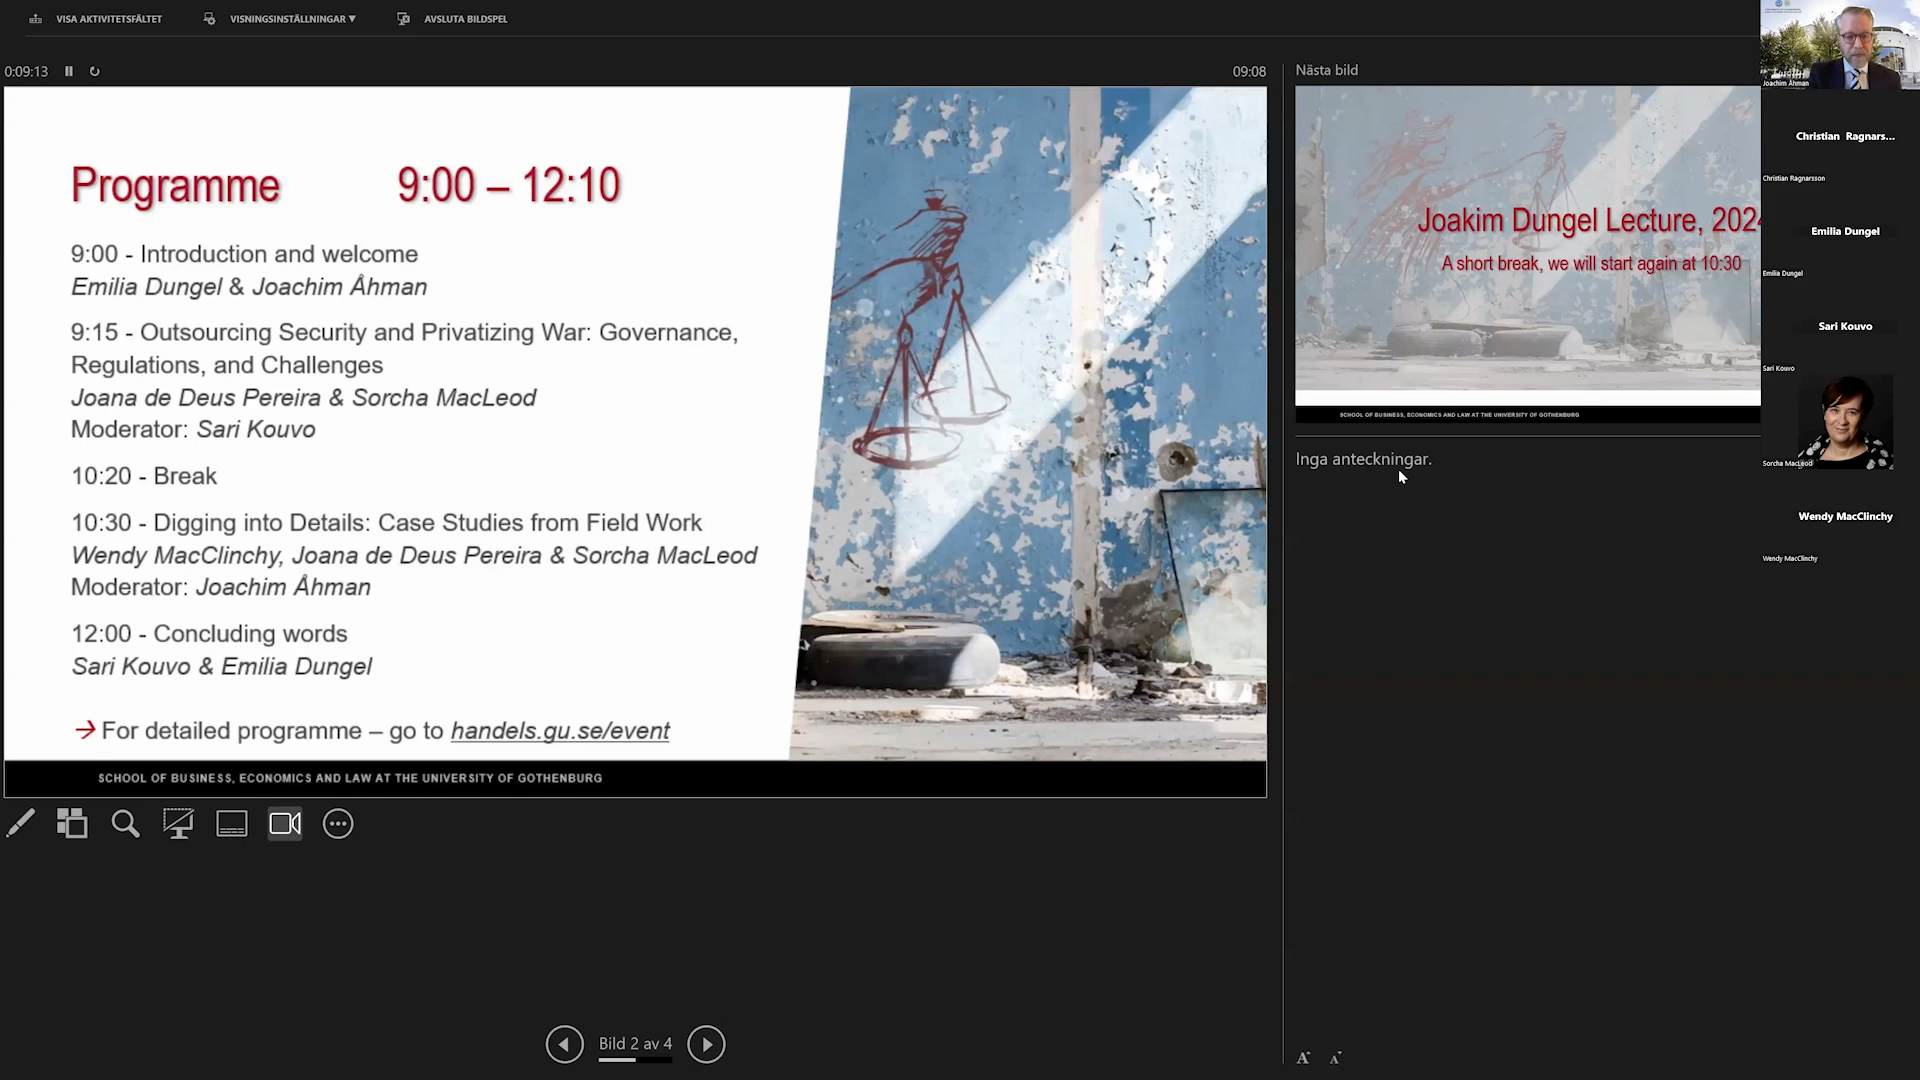 VISA AKTIVITETSFÄLTET
VISNINGSINSTÄLLNINGAR ▼
AVSLUTA BILDSPEL
0:09:13
09:08
Programme 9:00 – 12:10
9:00 - Introduction and welcome
Emilia Dungel & Joachim Åhman
9:15 - Outsourcing Security and Privatizing War: Governance,
Regulations, and Challenges
Joana de Deus Pereira & Sorcha MacLeod
Moderator: Sari Kouvo
10:20 - Break
10:30 - Digging into Details: Case Studies from Field Work
Wendy MacClinchy, Joana de Deus Pereira & Sorcha MacLeod
Moderator: Joachim Åhman
12:00 - Concluding words
Sari Kouvo & Emilia Dungel
→ For detailed programme – go to handels.gu.se/event
SCHOOL OF BUSINESS, ECONOMICS AND LAW AT THE UNIVERSITY OF GOTHENBURG
Bild 2 av 4
Nästa bild
Joakim Dungel Lecture, 2024
A short break, we will start again at 10:30
SCHOOL OF BUSINESS, ECONOMICS AND LAW AT THE UNIVERSITY OF GOTHENBURG
Inga anteckningar.
A A
Joachim Åhman
Christian Ragnars...
Christian Ragnarsson
Emilia Dungel
Emilia Dungel
Sari Kouvo
Sari Kouvo
Sorcha MacLeod
Wendy MacClinchy
Wendy MacClinchy